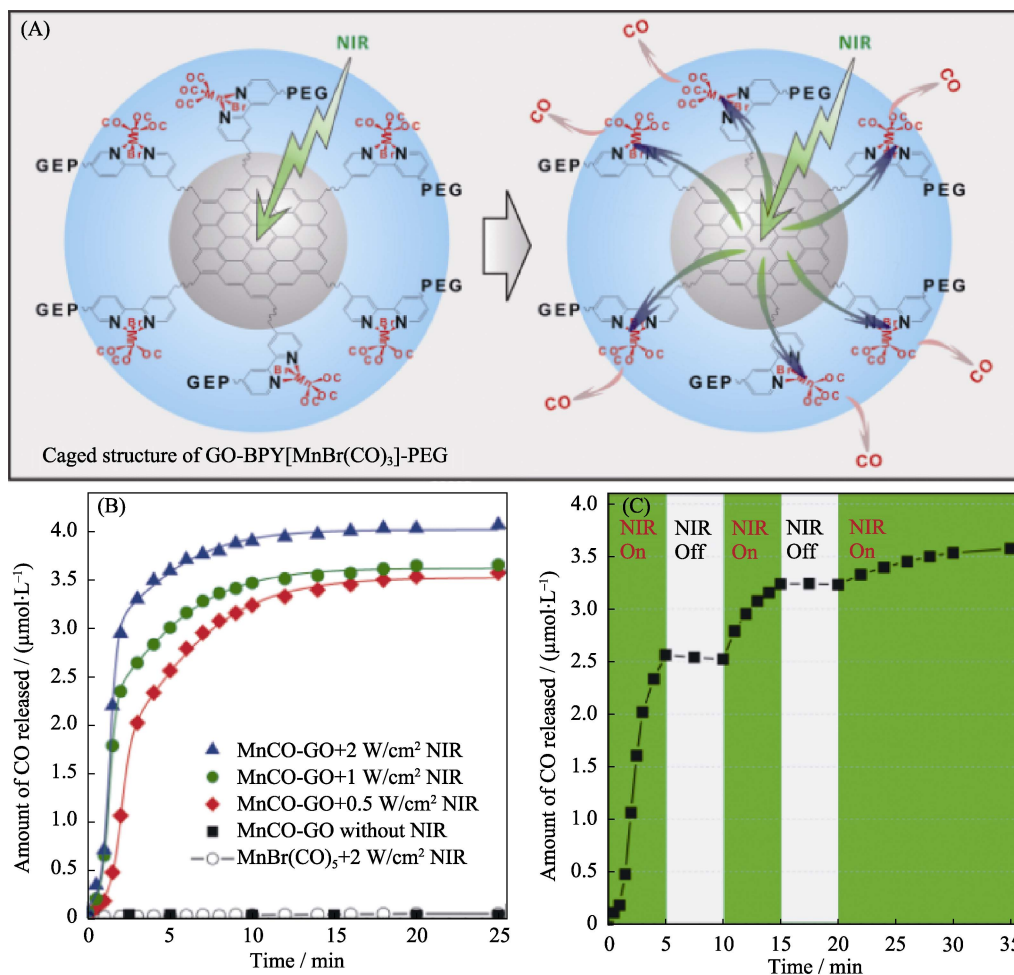 (A)
NIR
NIR
CO
CO
CO
CO
CO
CO
PEG
PEG
GEP
GEP
PEG
PEG
GEP
PEG
GEP
GEP
PEG
PEG
GEP
GEP
Caged structure of GO-BPY[MnBr(CO)₃]-PEG
(B)
Amount of CO released / (μmol·L⁻¹)
4.0
3.5
3.0
2.5
2.0
1.5
1.0
0.5
0
MnCO-GO+2 W/cm² NIR
MnCO-GO+1 W/cm² NIR
MnCO-GO+0.5 W/cm² NIR
MnCO-GO without NIR
MnBr(CO)₅+2 W/cm² NIR
0 5 10 15 20 25
Time / min
(C)
Amount of CO released / (μmol·L⁻¹)
NIR NIR NIR NIR NIR
On Off On Off On
4.0
3.5
3.0
2.5
2.0
1.5
1.0
0.5
0
0 5 10 15 20 25 30 35
Time / min